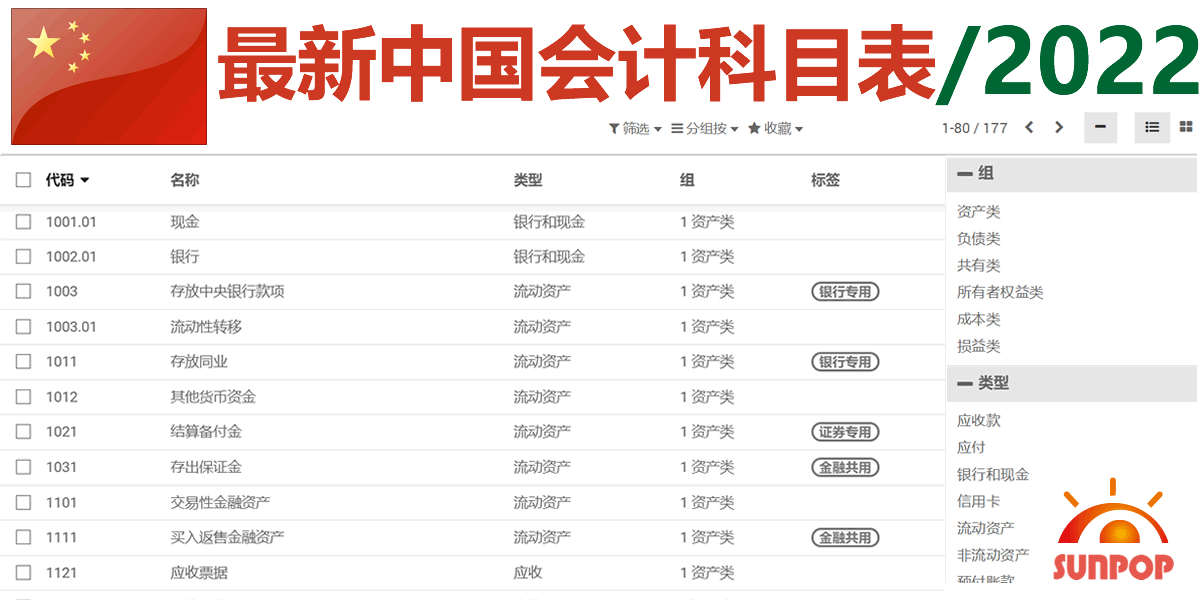 最新中国会计科目表/2022
筛选 分组按 收藏 1-80 / 177
代码 名称 类型 组 标签
1001.01 现金 银行和现金 1 资产类
1002.01 银行 银行和现金 1 资产类
1003 存放中央银行款项 流动资产 1 资产类 银行专用
1003.01 流动性转移 流动资产 1 资产类
1011 存放同业 流动资产 1 资产类 银行专用
1012 其他货币资金 流动资产 1 资产类
1021 结算备付金 流动资产 1 资产类 证券专用
1031 存出保证金 流动资产 1 资产类 金融共用
1101 交易性金融资产 流动资产 1 资产类
1111 买入返售金融资产 流动资产 1 资产类 金融共用
1121 应收票据 应收 1 资产类
组
资产类
负债类
共有类
所有者权益类
成本类
损益类
类型
应收款
应付
银行和现金
信用卡
流动资产
非流动资产
预付账款
SUNPOP